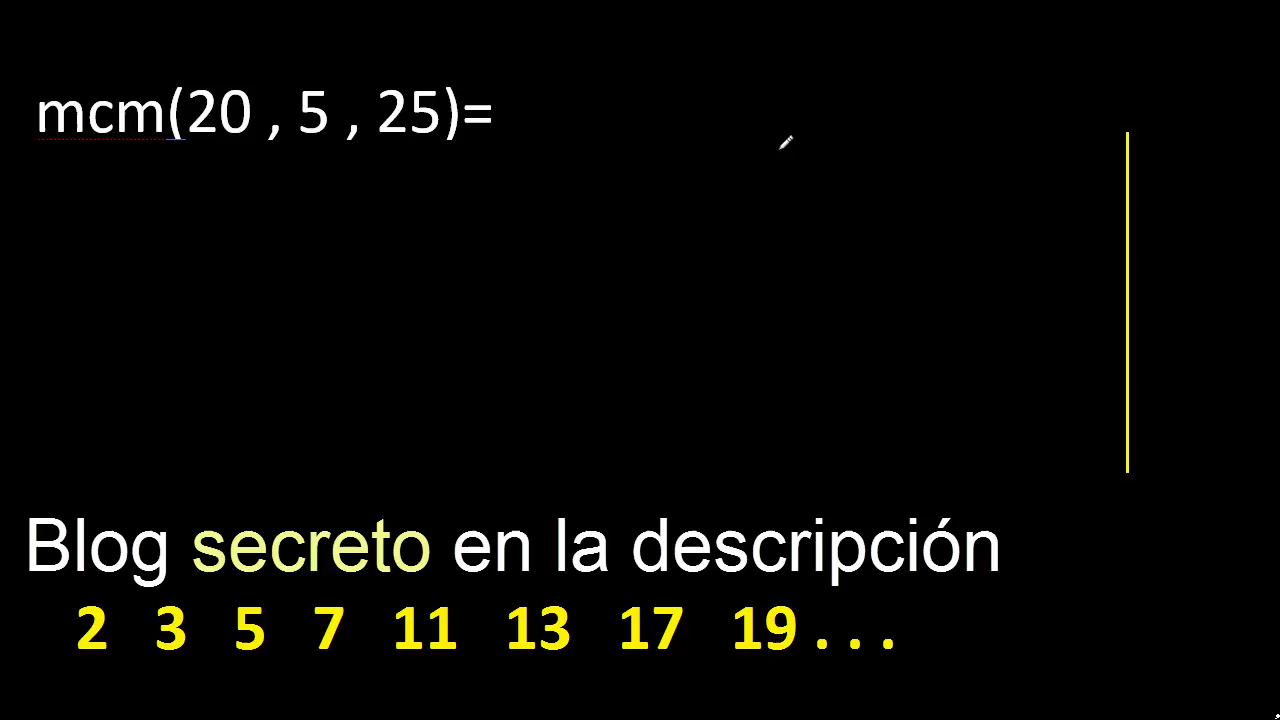 mcm(20 , 5 , 25)=
Blog secreto en la descripción
2 3 5 7 11 13 17 19 . . .